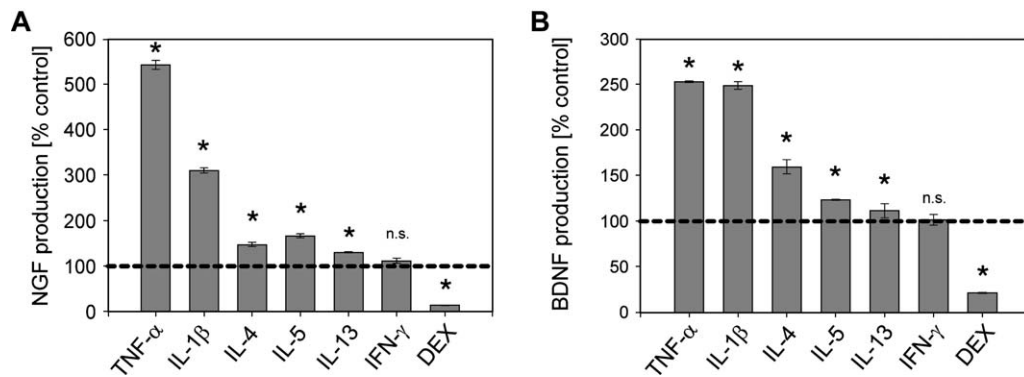 A
NGF production [% control]
600
500
400
300
200
100
0
*
*
*
*
*
n.s.
*
TNF-α
IL-1β
IL-4
IL-5
IL-13
IFN-γ
DEX
B
BDNF production [% control]
300
250
200
150
100
50
0
*
*
*
*
*
n.s.
*
TNF-α
IL-1β
IL-4
IL-5
IL-13
IFN-γ
DEX